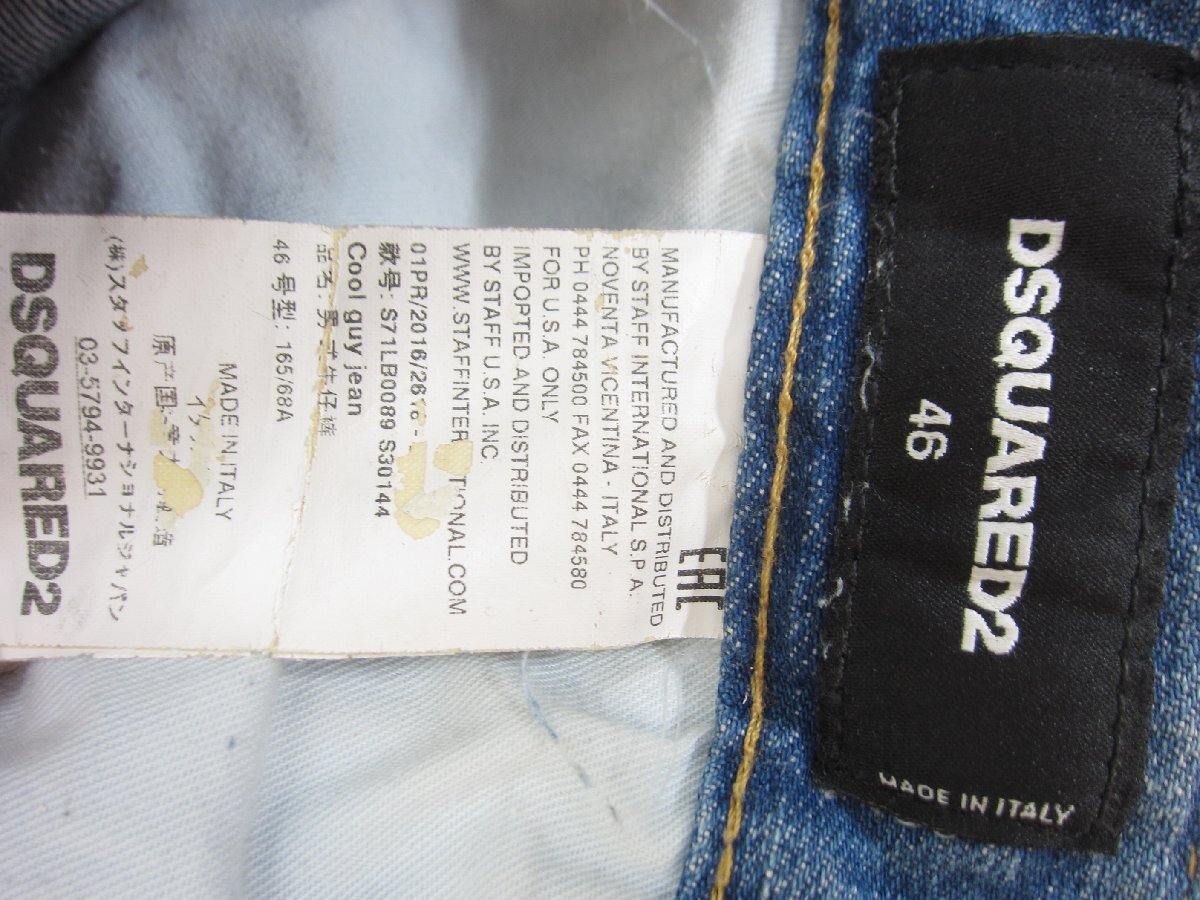 EAC
MANUFACTURED AND DISTRIBUTED
BY STAFF INTERNATIONAL S.P.A.
NOVENTA VICENTINA - ITALY
PH 0444 784500 FAX 0444 784580
FOR U.S.A. ONLY
IMPORTED AND DISTRIBUTED
BY STAFF U.S.A. INC.
WWW.STAFFINTER TIONAL.COM
01PR/2016/26
款号: S71LB0089 S30144
Cool guy jean
品名: 男 牛仔裤
46 号型: 165/68A
MADE IN ITALY
原产国:
(株)スタッフインターナショナルジャパン
03-5794-9931
DSQUARED2
DSQUARED2
46
MADE IN ITALY